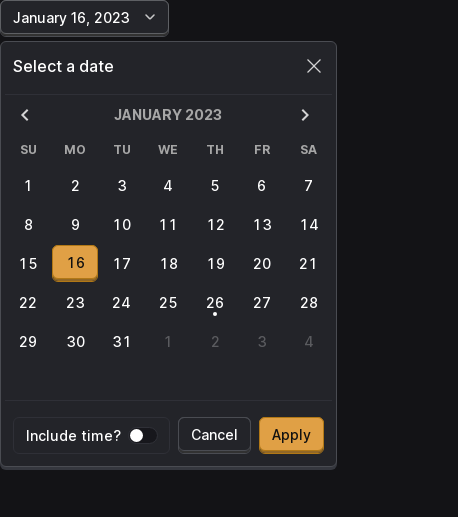 January 16, 2023
Select a date
JANUARY 2023
SU MO TU WE TH FR SA
1 2 3 4 5 6 7
8 9 10 11 12 13 14
15 16 17 18 19 20 21
22 23 24 25 26 27 28
29 30 31 1 2 3 4
Include time? Cancel Apply